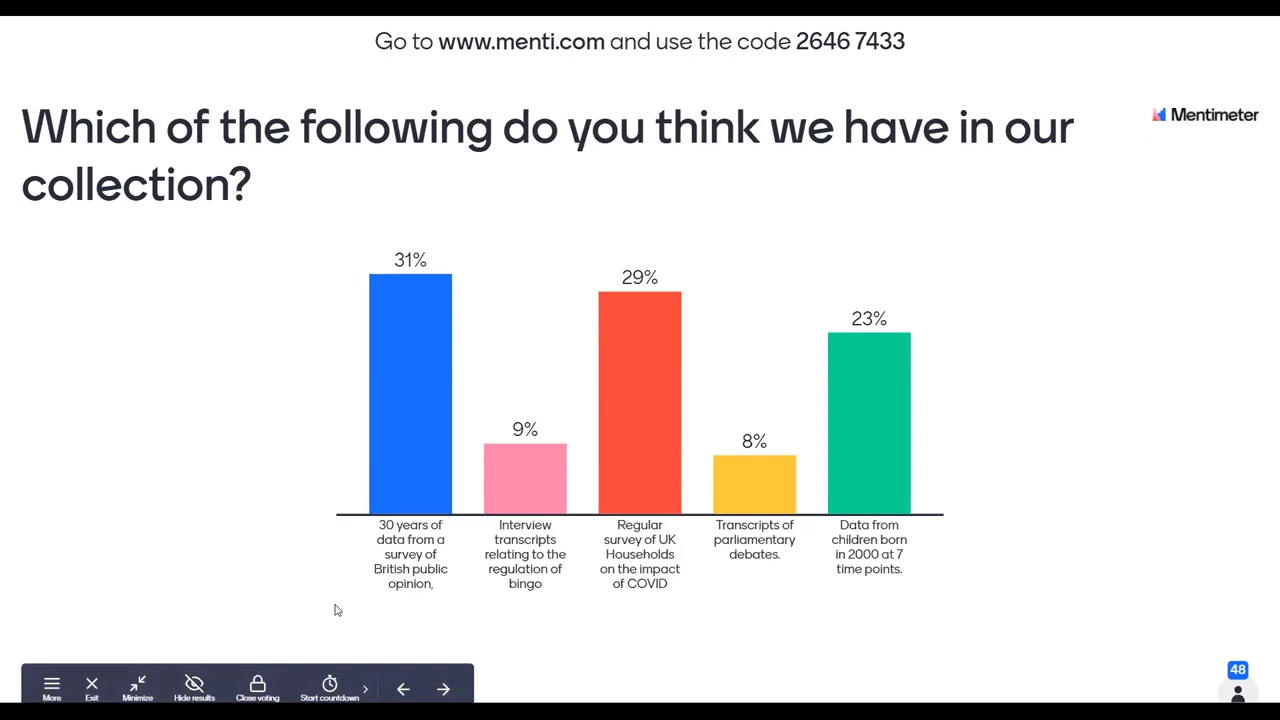 Go to www.menti.com and use the code 2646 7433
Which of the following do you think we have in our
collection?
Mentimeter
31%
9%
29%
8%
23%
30 years of
data from a
survey of
British public
opinion,
Interview
transcripts
relating to the
regulation of
bingo
Regular
survey of UK
Households
on the impact
of COVID
Transcripts of
parliamentary
debates.
Data from
children born
in 2000 at 7
time points.
More
Exit
Minimize
Hide results
Close voting
Start countdown
48